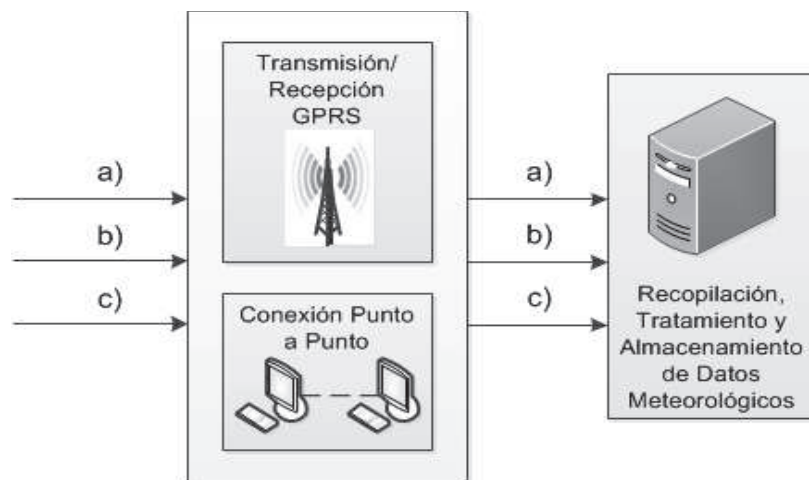 Transmisión/
Recepción
GPRS
a)
b)
c)
Conexión Punto
a Punto
a)
b)
c)
Recopilación,
Tratamiento y
Almacenamiento
de Datos
Meteorológicos